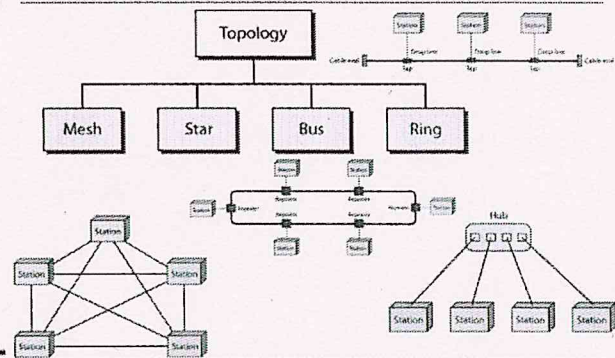 Topology
Mesh
Star
Bus
Ring
Station
Station
Station
Drop line
Drop line
Drop line
Cable end
Tap
Tap
Tap
Cable end
Station
Station
Repeater
Repeater
Station
Repeater
Repeater
Station
Repeater
Repeater
Station
Station
Hub
Station
Station
Station
Station
Station
Station
Station
Station
Station